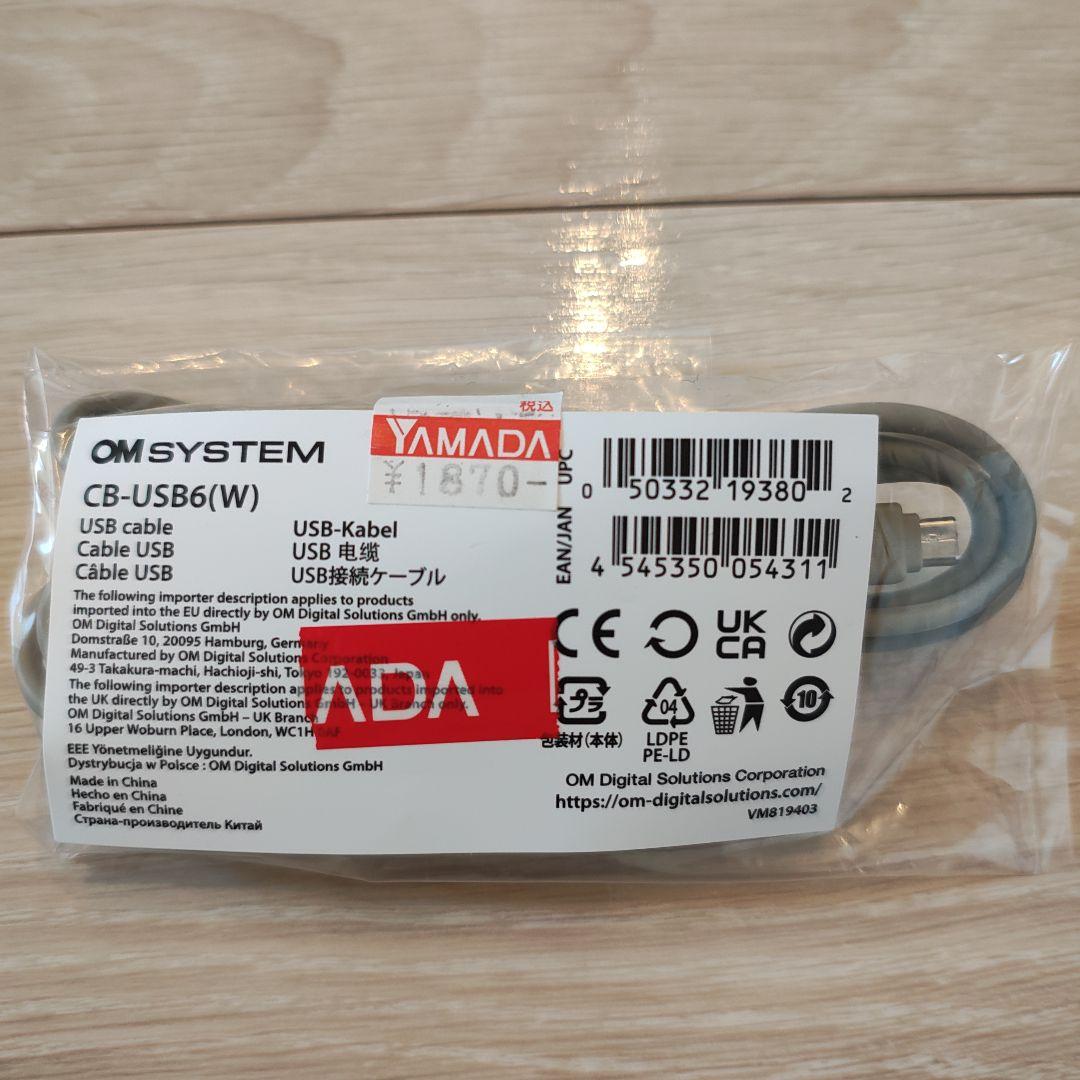 OM SYSTEM
CB-USB6(W)
USB cable USB-Kabel
Cable USB USB 电缆
Câble USB USB接続ケーブル
The following importer description applies to products
imported into the EU directly by OM Digital Solutions GmbH only.
OM Digital Solutions GmbH
Domstraße 10, 20095 Hamburg, Germany
Manufactured by OM Digital Solutions Corporation
49-3 Takakura-machi, Hachioji-shi, Tokyo 192-0033, Japan
The following importer description applies to products imported into
the UK directly by OM Digital Solutions GmbH – UK Branch only.
OM Digital Solutions GmbH – UK Branch
16 Upper Woburn Place, London, WC1H 0AF
EEE Yönetmeliğine Uygundur.
Dystrybucja w Polsce : OM Digital Solutions GmbH
Made in China
Hecho en China
Fabriqué en Chine
Страна-производитель Китай
税込
YAMADA
¥1870-
ADA
UPC
0 50332 19380 2
EAN/JAN
4 545350 054311
CE
UK
CA
プラ
包装材(本体)
04
LDPE
PE-LD
10
OM Digital Solutions Corporation
https://om-digitalsolutions.com/
VM819403